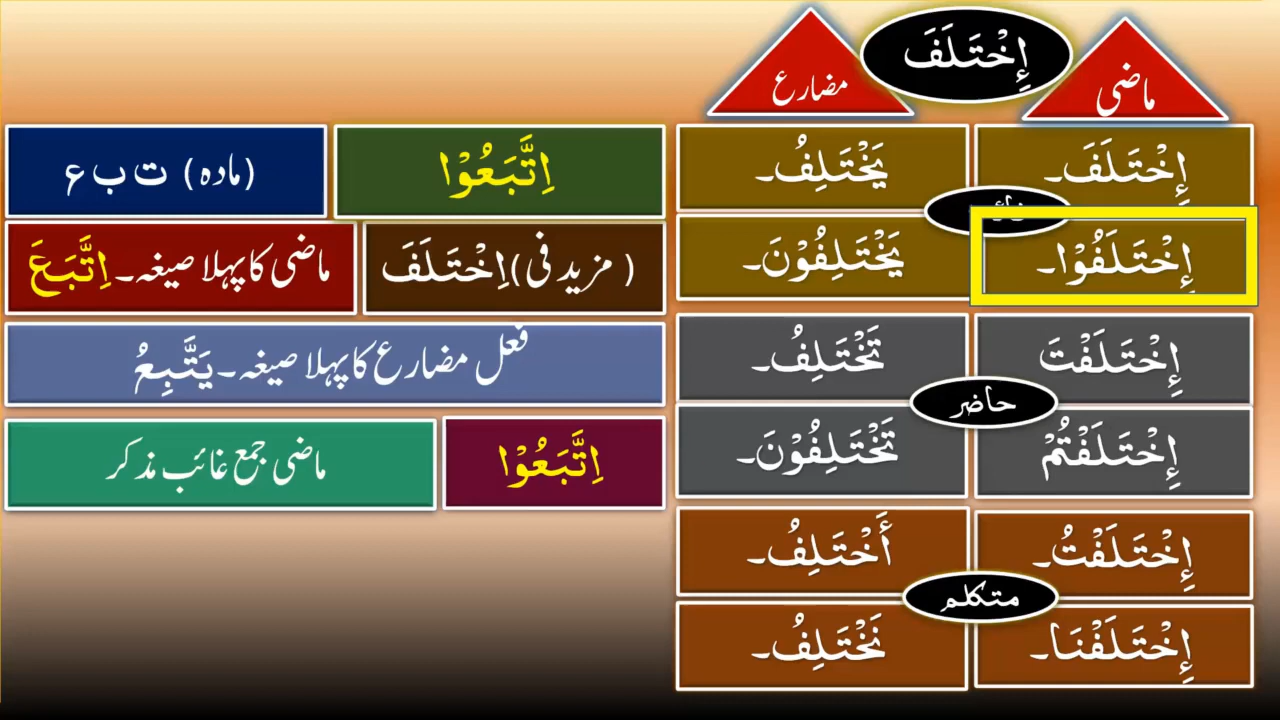 ماضی
اِخْتَلَفَ
مضارع
اِخْتَلَفَ۔
يَخْتَلِفُ۔
اِخْتَلَفُوْا۔
يَخْتَلِفُوْنَ۔
اِخْتَلَفْتَ
تَخْتَلِفُ۔
حاضر
اِخْتَلَفْتُمْ
تَخْتَلِفُوْنَ۔
اِخْتَلَفْتُ۔
أَخْتَلِفُ۔
متکلم
اِخْتَلَفْنَا۔
نَخْتَلِفُ۔
اِتَّبَعُوْا
(مادہ) ت ب ع
(مزید فی) اِخْتَلَفَ
ماضی کا پہلا صیغہ۔ اِتَّبَعَ
فعل مضارع کا پہلا صیغہ۔ يَتَّبِعُ
اِتَّبَعُوْا
ماضی جمع غائب مذکر